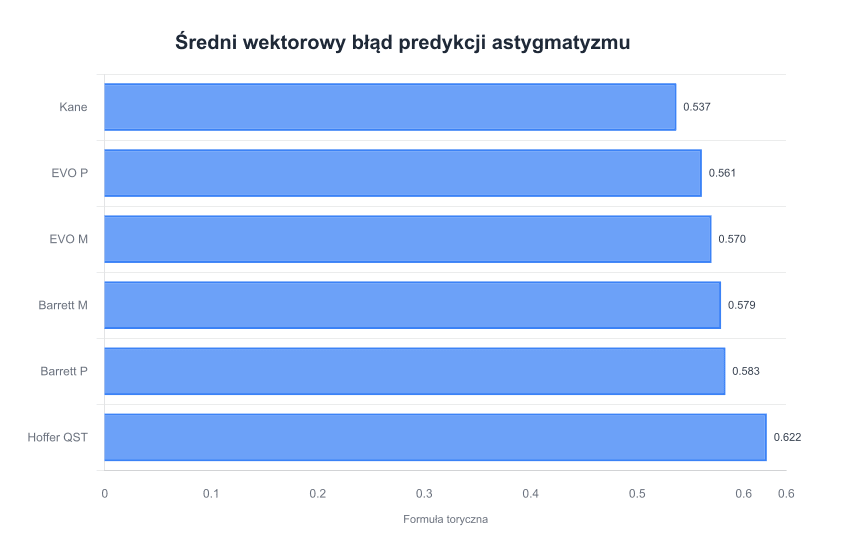 Średni wektorowy błąd predykcji astygmatyzmu
Kane 0.537
EVO P 0.561
EVO M 0.570
Barrett M 0.579
Barrett P 0.583
Hoffer QST 0.622
0 0.1 0.2 0.3 0.4 0.5 0.6 0.6
Formuła toryczna